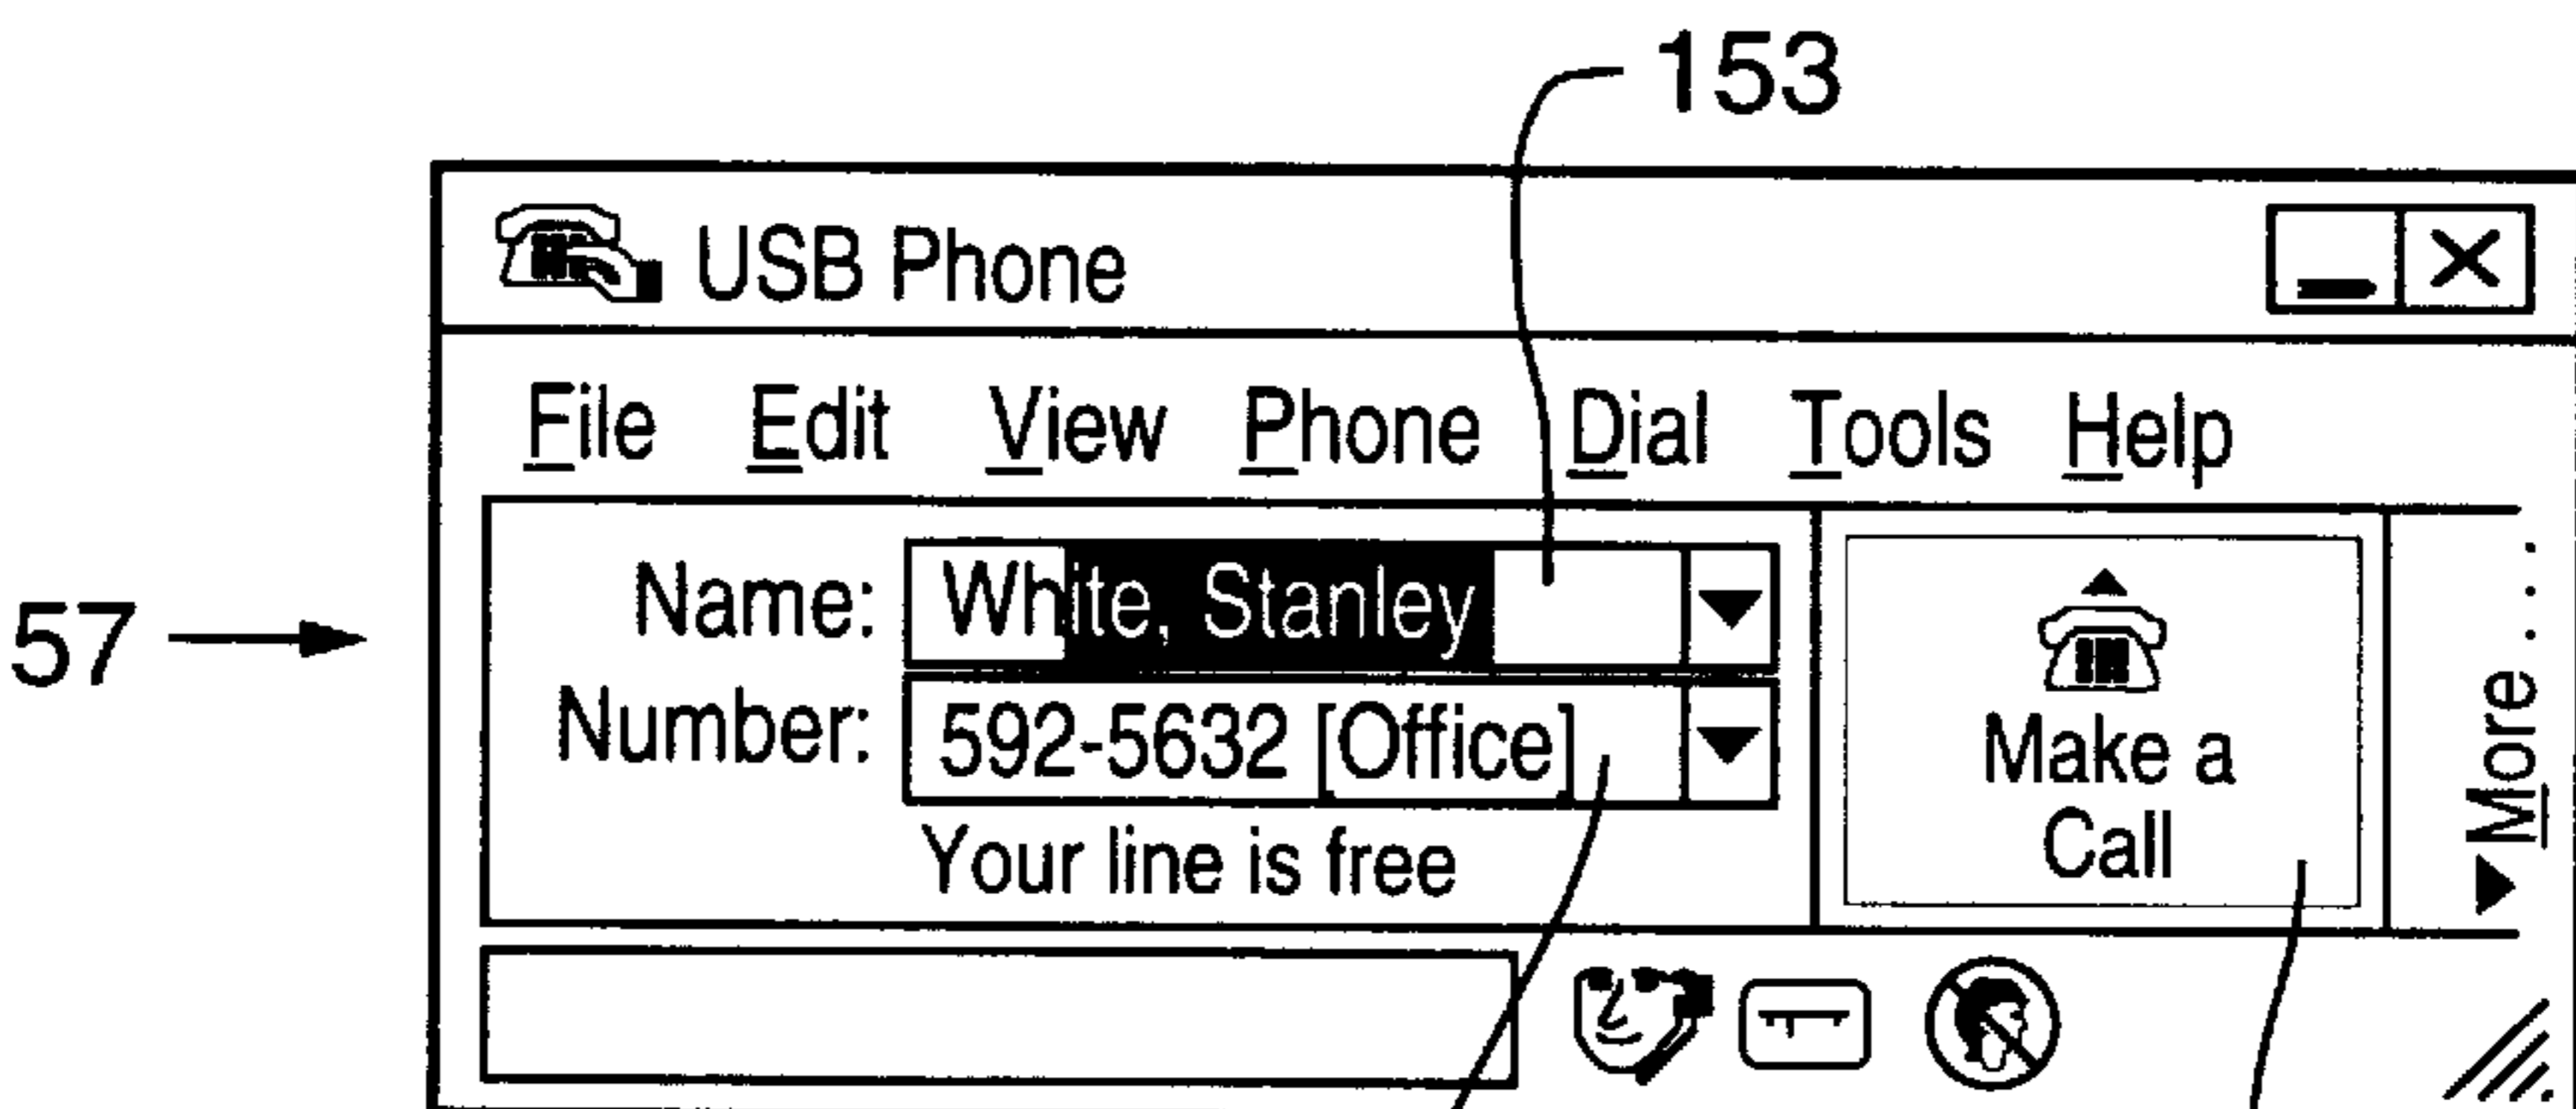 153
USB Phone
File Edit View Phone Dial Tools Help
57
Name: White, Stanley
Number: 592-5632 [Office]
Your line is free
Make a
Call
More . . .